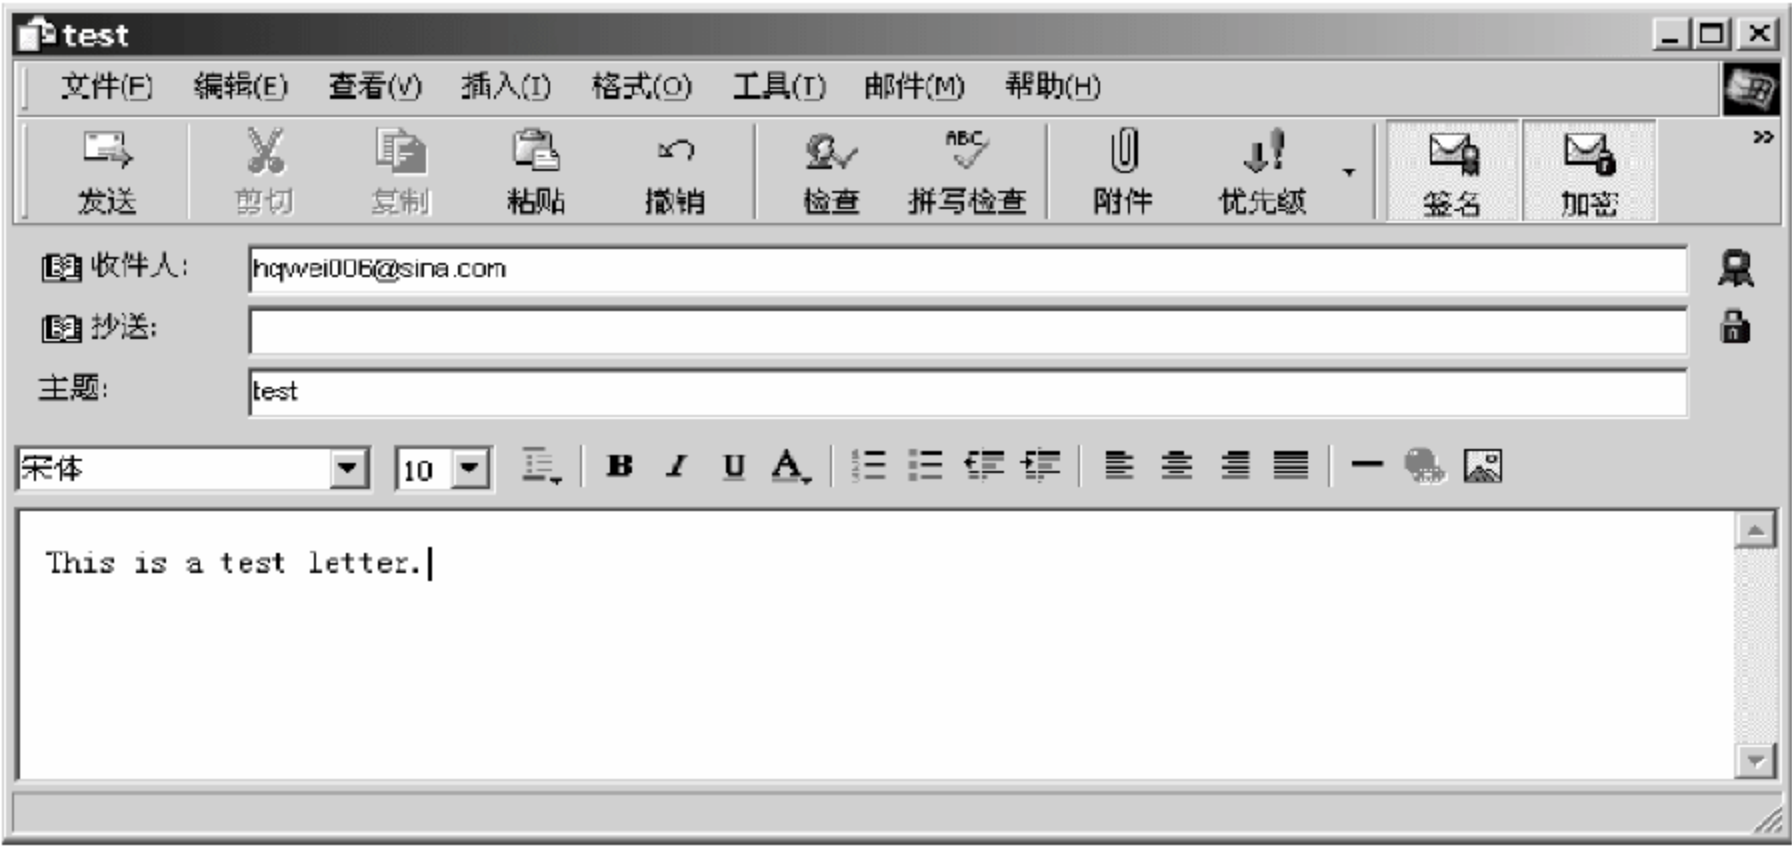 test
文件(F) 编辑(E) 查看(V) 插入(I) 格式(O) 工具(T) 邮件(M) 帮助(H)
发送 剪切 复制 粘贴 撤销 检查 ABC 拼写检查 附件 优先级 签名 加密 »
收件人: hqwei006@sina.com
抄送:
主题: test
宋体 10 B I U A
This is a test letter.